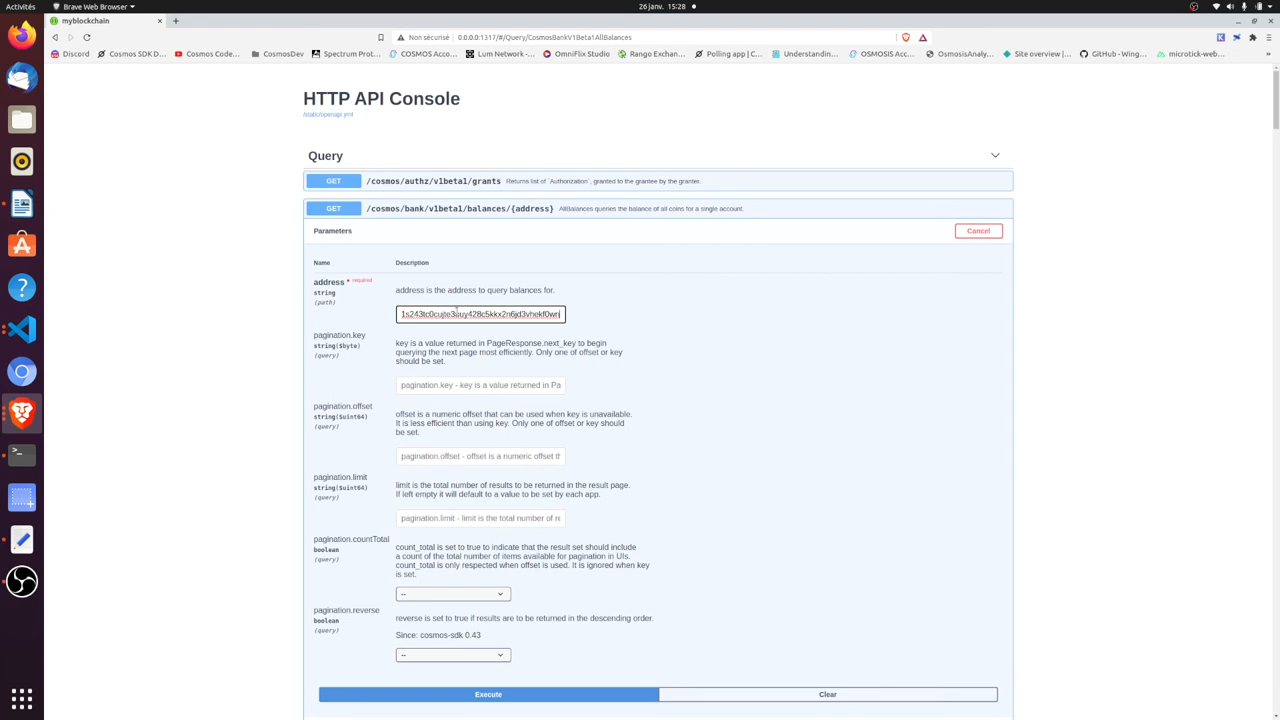 Activités
Brave Web Browser
26 janv. 15:28
myblockchain
Non sécurisé
0.0.0.0:1317/#/Query/CosmosBankV1Beta1AllBalances
Discord
Cosmos SDK D...
Cosmos Code...
CosmosDev
Spectrum Prot...
COSMOS Acco...
Lum Network -...
OmniFlix Studio
Rango Exchan...
Polling app | C...
Understandin...
OSMOSIS Acc...
Site overview |...
GitHub - Wing...
OsmosisAnaly...
microtick-web...
HTTP API Console
/static/openapi.yml
Query
GET /cosmos/authz/v1beta1/grants Returns list of `Authorization`, granted to the grantee by the granter.
GET /cosmos/bank/v1beta1/balances/{address} AllBalances queries the balance of all coins for a single account.
Parameters
Cancel
Name
Description
address * required
string
(path)
address is the address to query balances for.
pagination.key
string($byte)
(query)
key is a value returned in PageResponse.next_key to begin
querying the next page most efficiently. Only one of offset or key
should be set.
pagination.key - key is a value returned in Pa
pagination.offset
string($uint64)
(query)
offset is a numeric offset that can be used when key is unavailable.
It is less efficient than using key. Only one of offset or key should
be set.
pagination.offset - offset is a numeric offset th
pagination.limit
string($uint64)
(query)
limit is the total number of results to be returned in the result page.
If left empty it will default to a value to be set by each app.
pagination.limit - limit is the total number of re
pagination.countTotal
boolean
(query)
count_total is set to true to indicate that the result set should include
a count of the total number of items available for pagination in UIs.
count_total is only respected when offset is used. It is ignored when key
is set.
--
pagination.reverse
boolean
(query)
reverse is set to true if results are to be returned in the descending order.
Since: cosmos-sdk 0.43
--
Execute
Clear